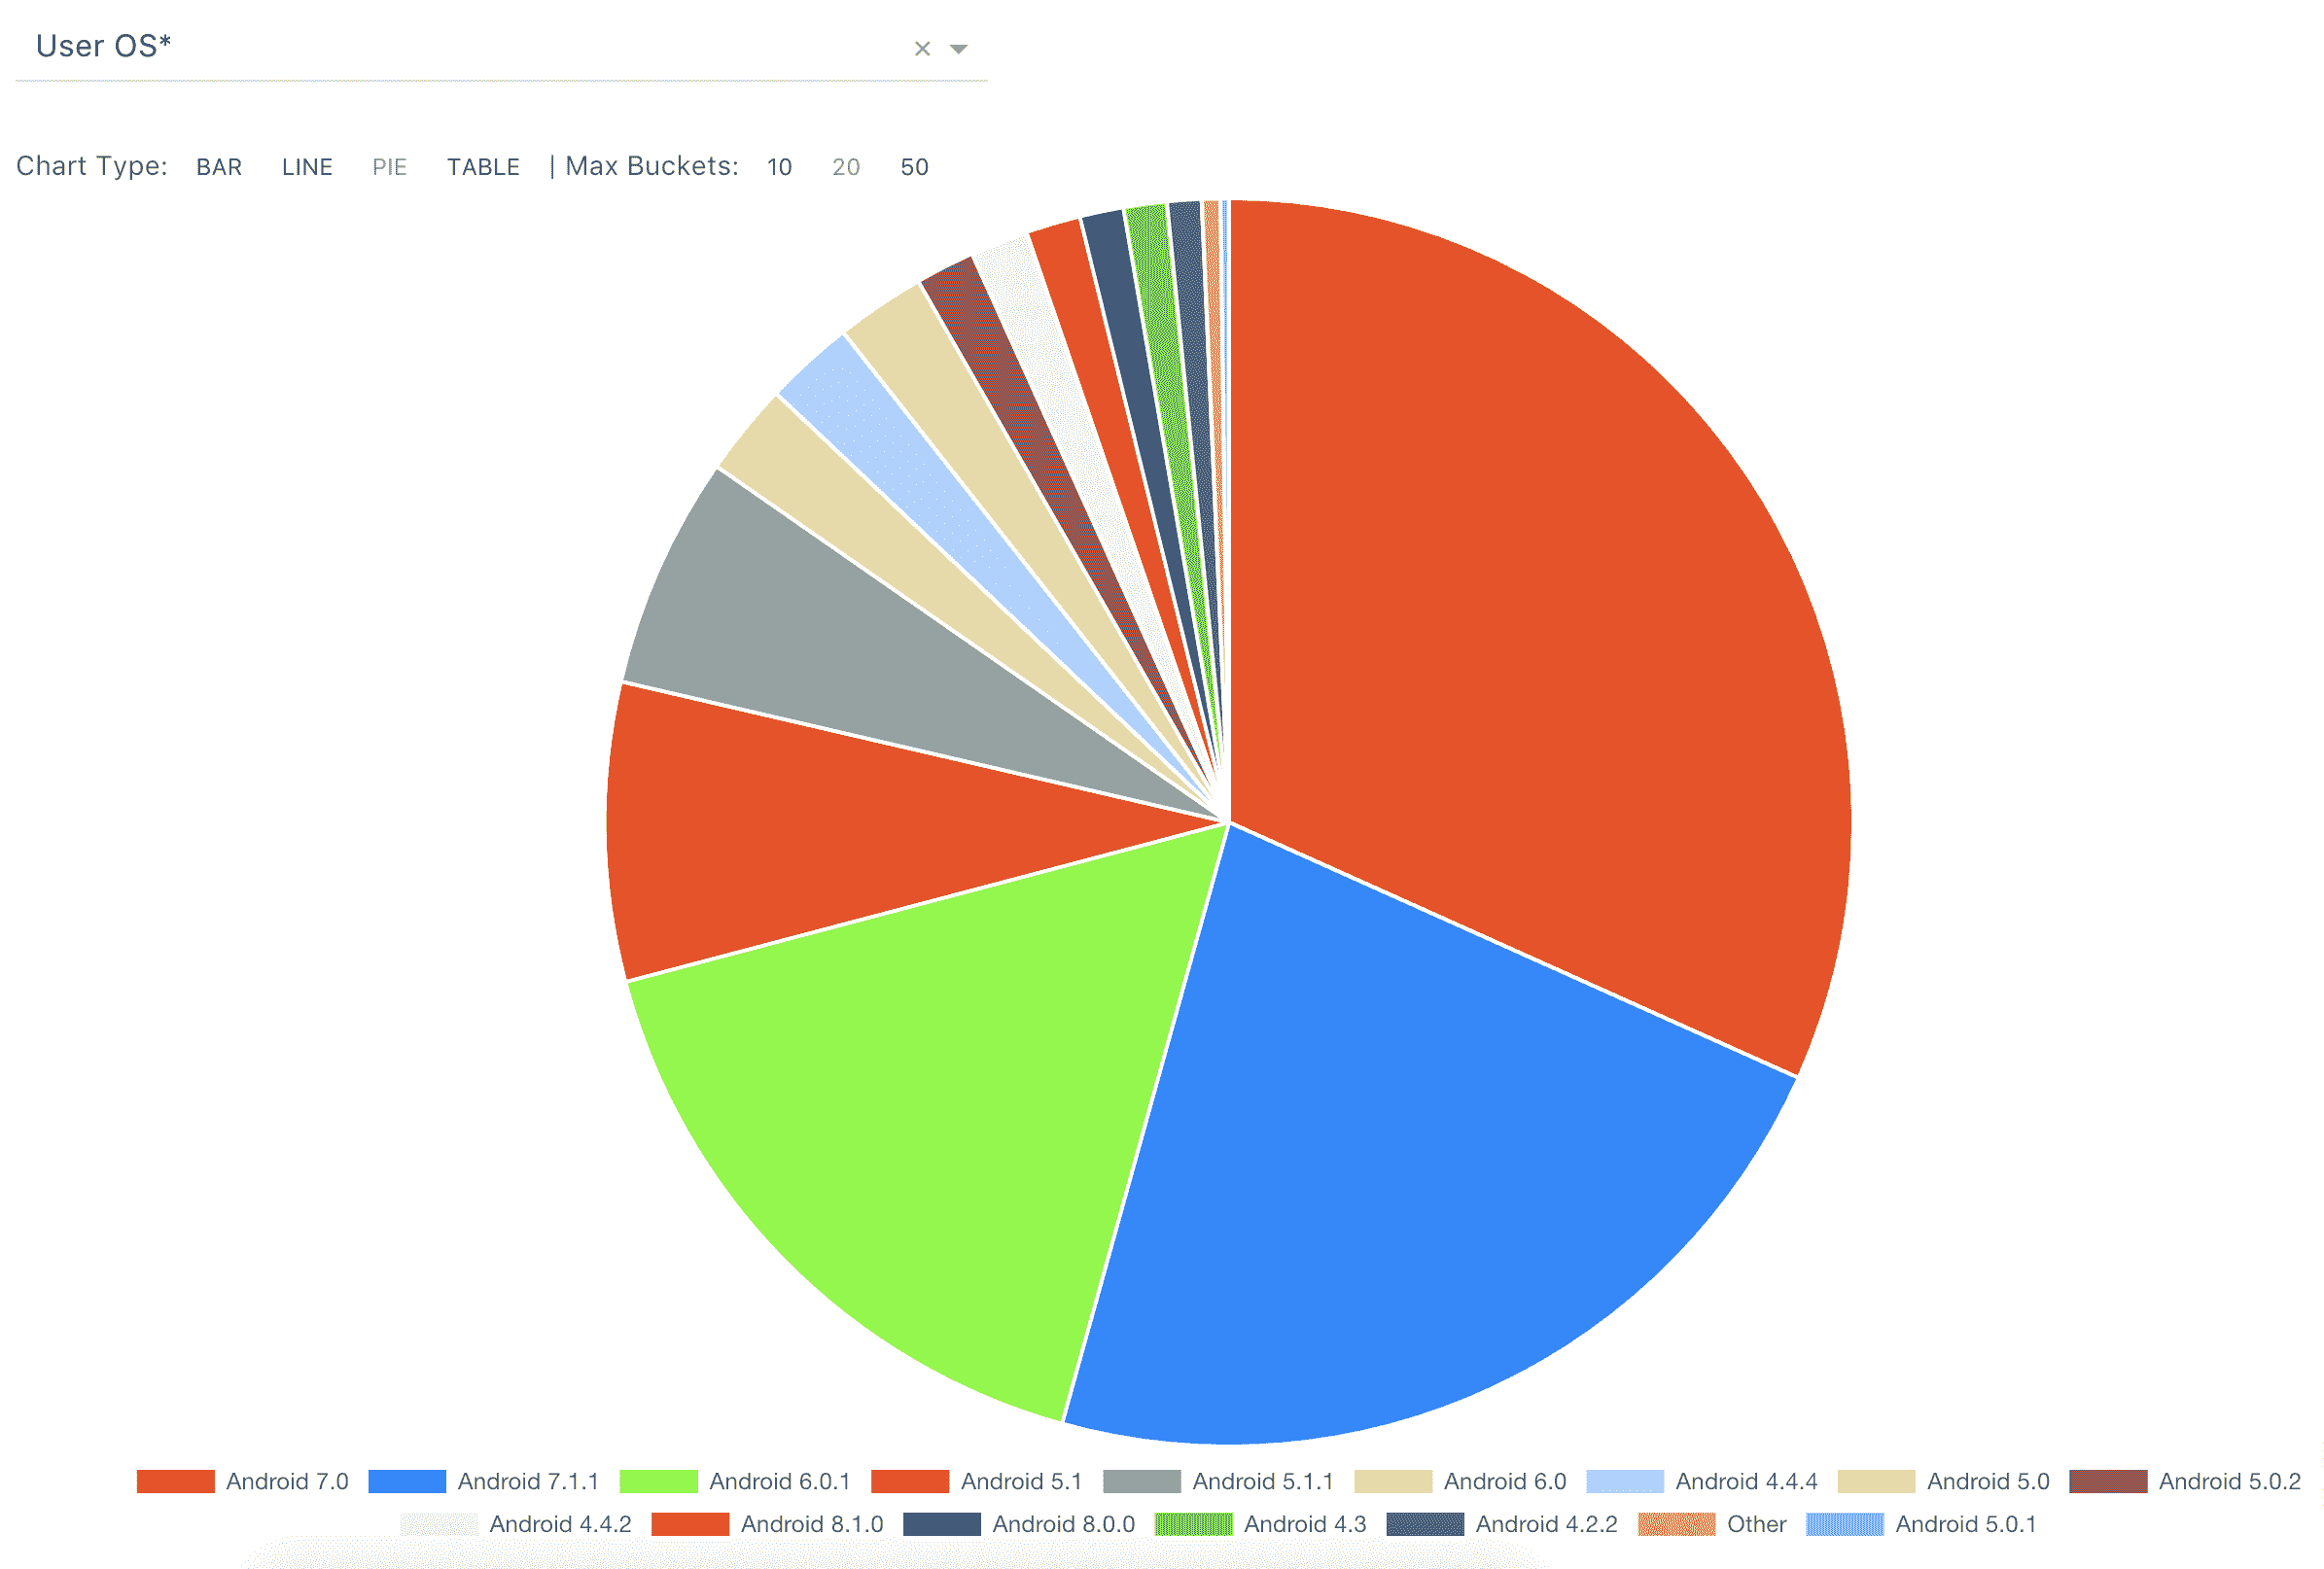 User OS*
Chart Type: BAR LINE PIE TABLE | Max Buckets: 10 20 50
Android 7.0 Android 7.1.1 Android 6.0.1 Android 5.1 Android 5.1.1 Android 6.0 Android 4.4.4 Android 5.0 Android 5.0.2
Android 4.4.2 Android 8.1.0 Android 8.0.0 Android 4.3 Android 4.2.2 Other Android 5.0.1